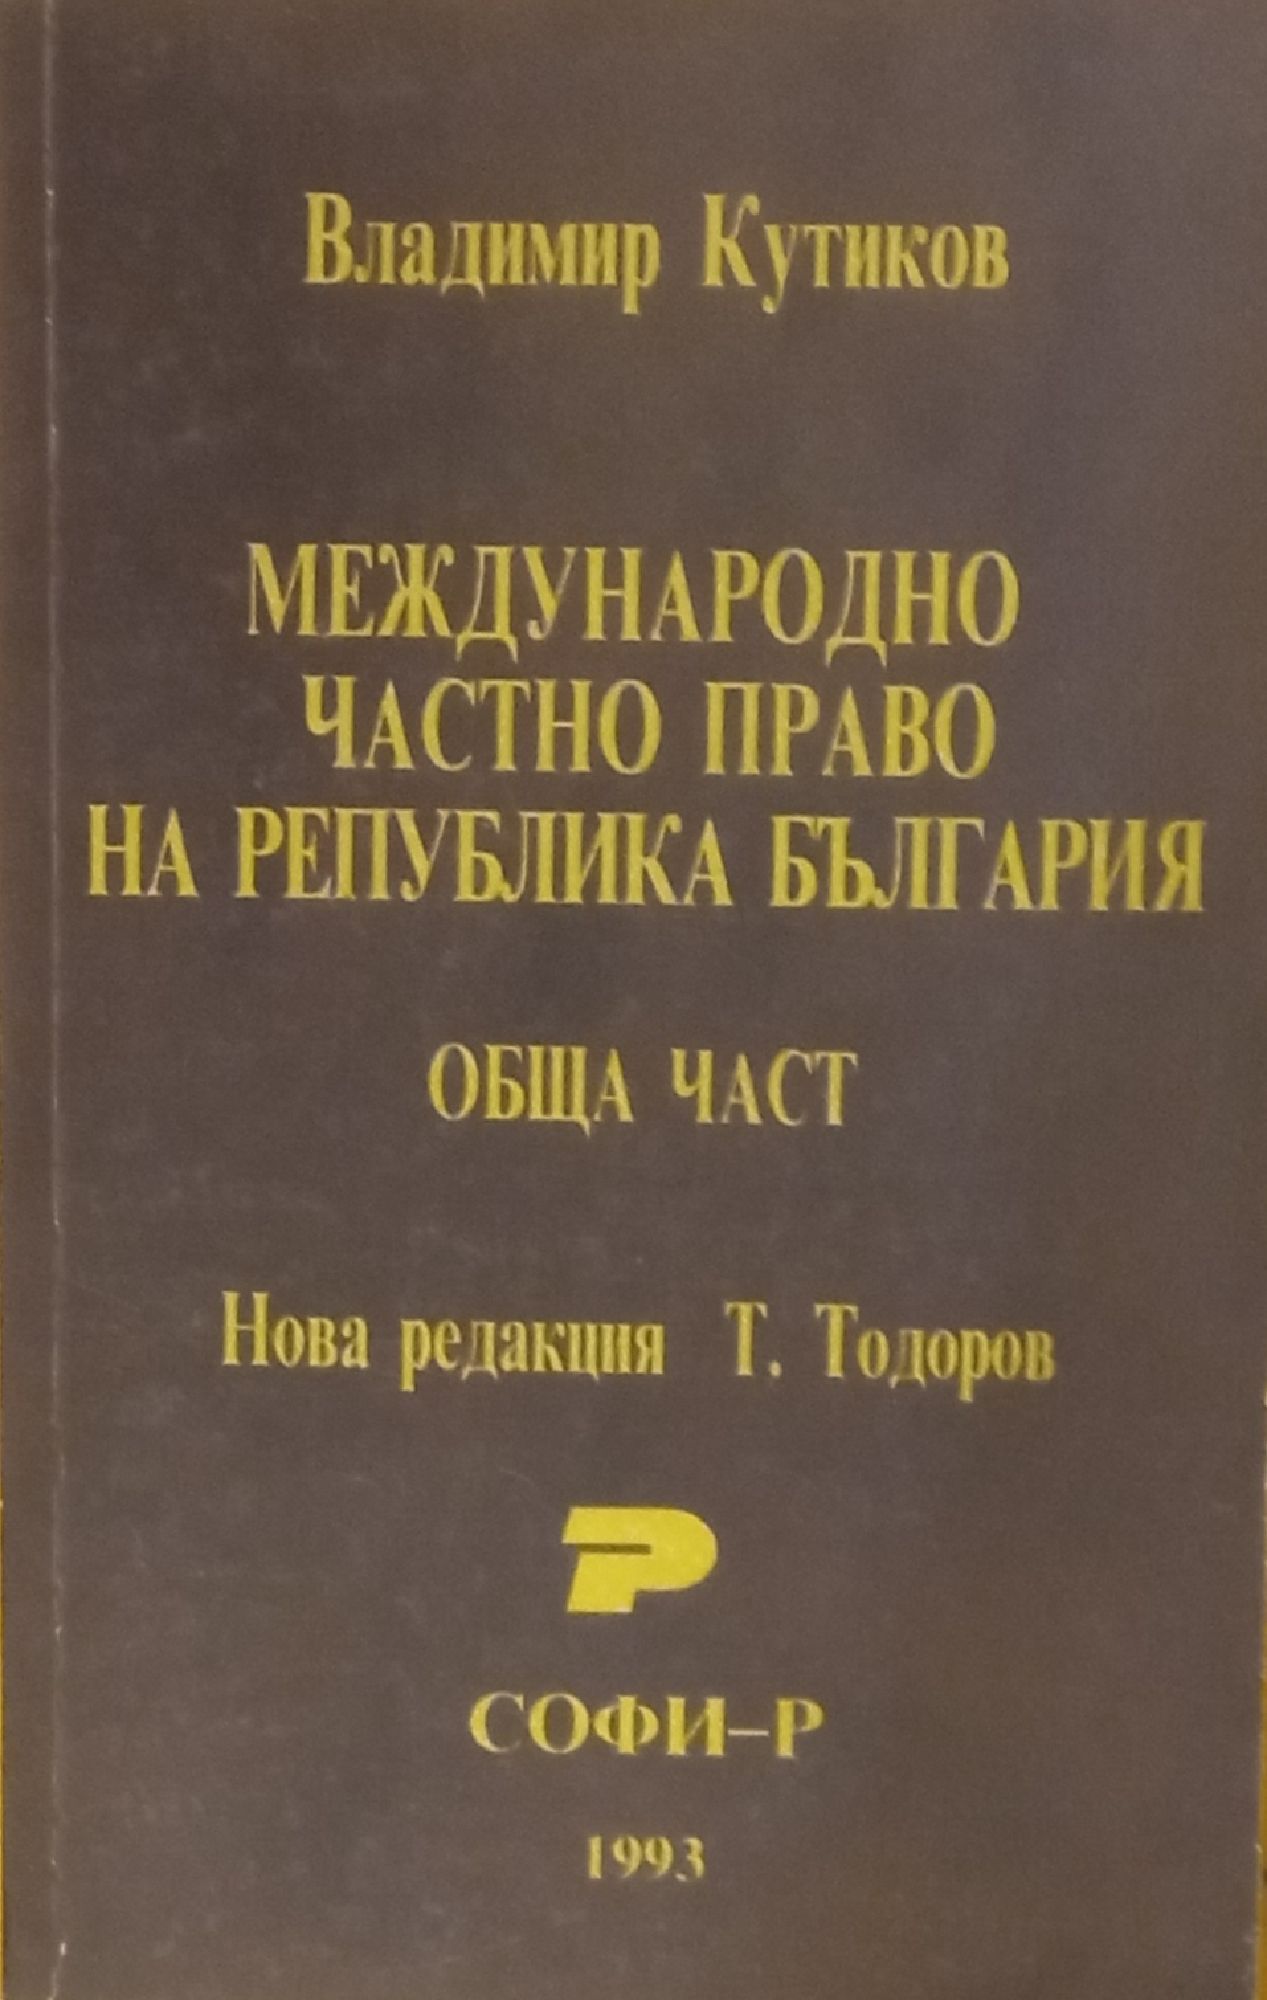 Владимир Кутиков
МЕЖДУНАРОДНО
ЧАСТНО ПРАВО
НА РЕПУБЛИКА БЪЛГАРИЯ
ОБЩА ЧАСТ
Нова редакция Т. Тодоров
Р
СОФИ-Р
1993